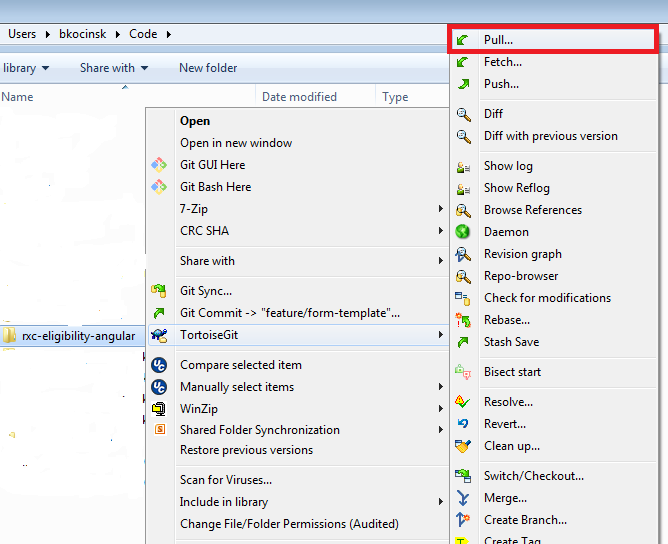 Users bkocinsk Code
library Share with New folder
Name Date modified Type
rxc-eligibility-angular
Open
Open in new window
Git GUI Here
Git Bash Here
7-Zip
CRC SHA
Share with
Git Sync...
Git Commit -> "feature/form-template"...
TortoiseGit
Compare selected item
Manually select items
WinZip
Shared Folder Synchronization
Restore previous versions
Scan for Viruses...
Include in library
Change File/Folder Permissions (Audited)
Pull...
Fetch...
Push...
Diff
Diff with previous version
Show log
Show Reflog
Browse References
Daemon
Revision graph
Repo-browser
Check for modifications
Rebase...
Stash Save
Bisect start
Resolve...
Revert...
Clean up...
Switch/Checkout...
Merge...
Create Branch...
Create Tag